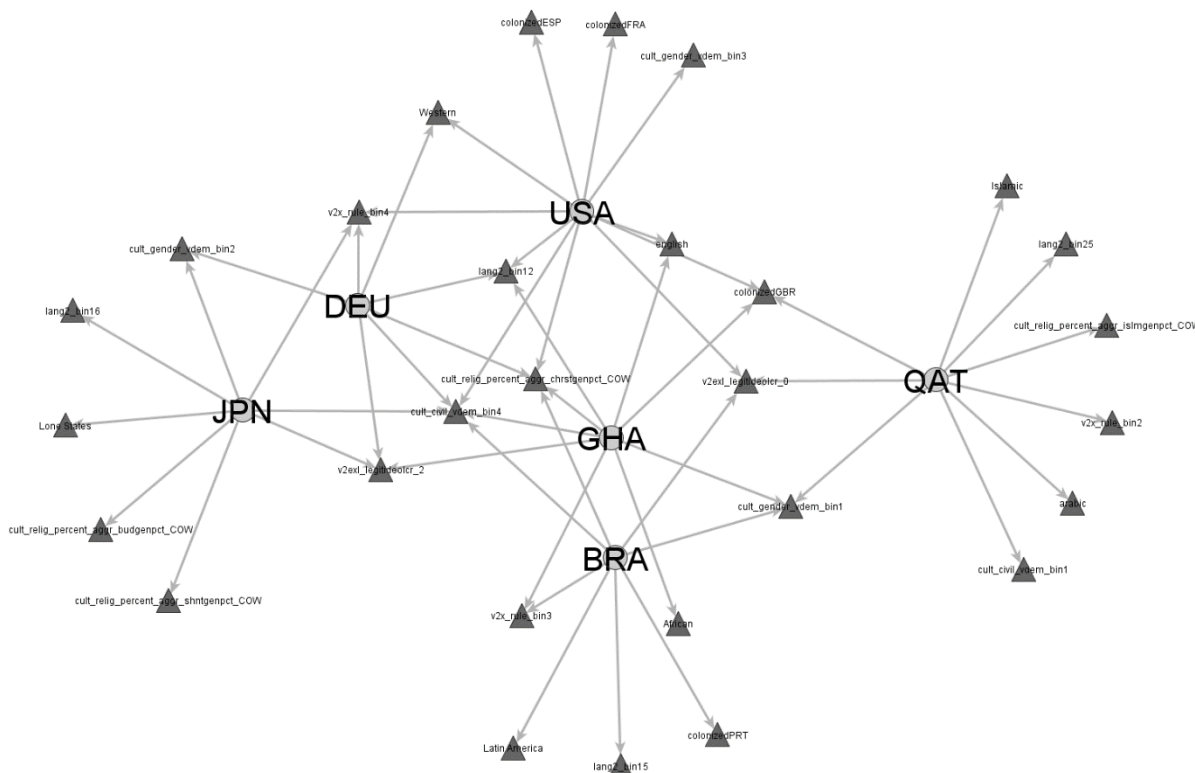 colonizedESP
colonizedFRA
cult_gender_vdem_bin3
Western
Islamic
v2x_rule_bin4
USA
cult_gender_vdem_bin2
english
lang2_bin25
lang2_bin12
colonizedGBR
lang2_bin16
DEU
cult_relig_percent_aggr_islmgenpct_COW
cult_relig_percent_aggr_chrstgenpct_COW
v2exl_legitideolcr_0
QAT
JPN
cult_civil_vdem_bin4
Lone States
GHA
v2x_rule_bin2
v2exl_legitideolcr_2
cult_gender_vdem_bin1
arabic
cult_relig_percent_aggr_budgenpct_COW
BRA
cult_civil_vdem_bin1
cult_relig_percent_aggr_shntgenpct_COW
v2x_rule_bin3
African
Latin America
colonizedPRT
lang2_bin15